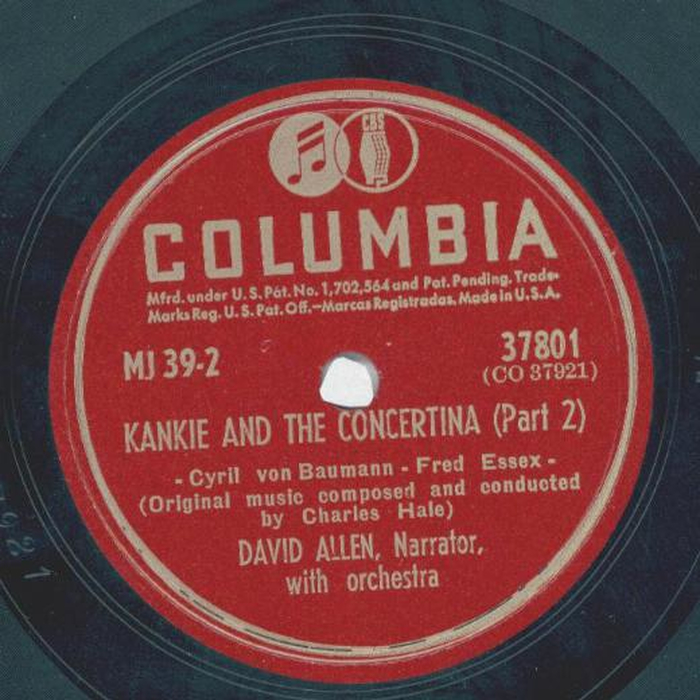 CBS
COLUMBIA
Mfrd. under U.S. Pat. No. 1,702,564 and Pat. Pending. Trade-
Marks Reg. U.S. Pat. Off.—Marcas Registradas. Made in U.S.A.
MJ 39-2
37801
(CO 37921)
KANKIE AND THE CONCERTINA (Part 2)
- Cyril von Baumann - Fred Essex -
(Original music composed and conducted
by Charles Hale)
DAVID ALLEN, Narrator,
with orchestra